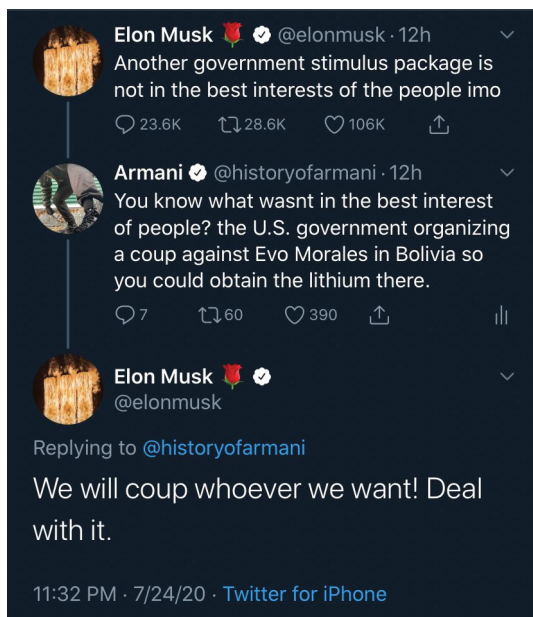 Elon Musk 🌹 @elonmusk · 12h
Another government stimulus package is
not in the best interests of the people imo
23.6K 28.6K 106K
Armani @historyofarmani · 12h
You know what wasnt in the best interest
of people? the U.S. government organizing
a coup against Evo Morales in Bolivia so
you could obtain the lithium there.
7 60 390
Elon Musk 🌹
@elonmusk
Replying to @historyofarmani
We will coup whoever we want! Deal
with it.
11:32 PM · 7/24/20 · Twitter for iPhone